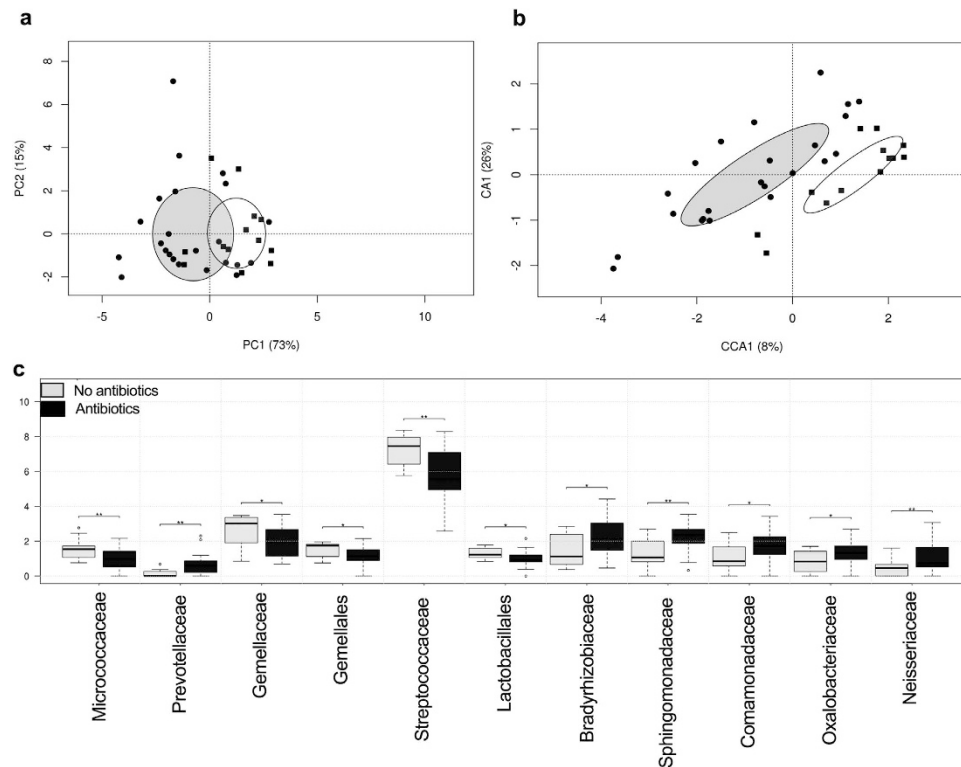 a
b
8
6
4
2
0
-2
PC2 (15%)
-5
0
5
10
PC1 (73%)
2
1
0
-1
-2
CA1 (26%)
-4
-2
0
2
CCA1 (8%)
c
No antibiotics
Antibiotics
10
8
6
4
2
0
**
**
*
*
**
*
*
**
*
*
**
Micrococcaceae
Prevotellaceae
Gemellaceae
Gemellales
Streptococcaceae
Lactobacillales
Bradyrhizobiaceae
Sphingomonadaceae
Comamonadaceae
Oxalobacteriaceae
Neisseriaceae